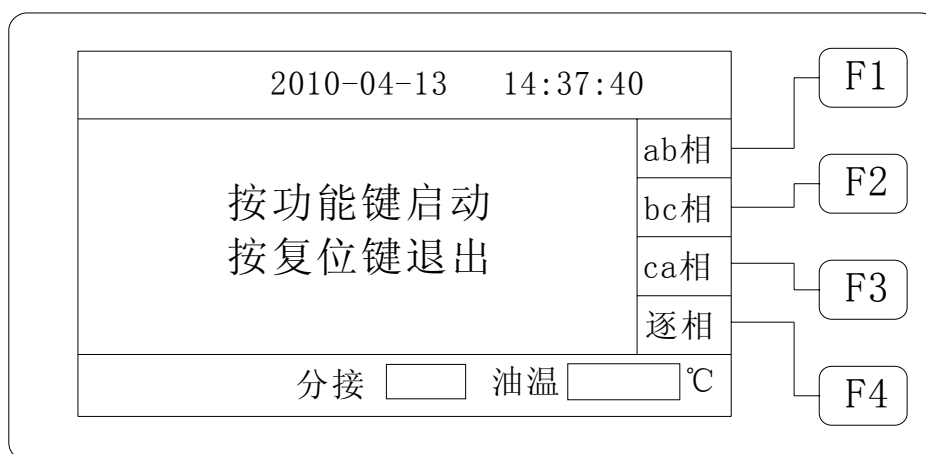 2010-04-13 14:37:40
按功能键启动
按复位键退出
ab相
bc相
ca相
逐相
分接 油温 ℃
F1
F2
F3
F4